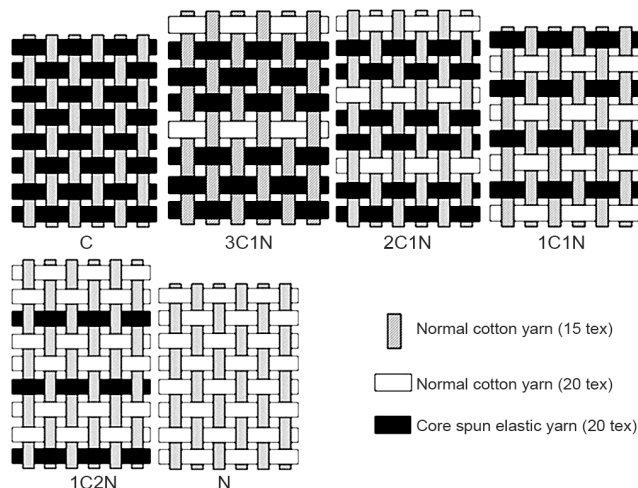 C
3C1N
2C1N
1C1N
1C2N
N
Normal cotton yarn (15 tex)
Normal cotton yarn (20 tex)
Core spun elastic yarn (20 tex)